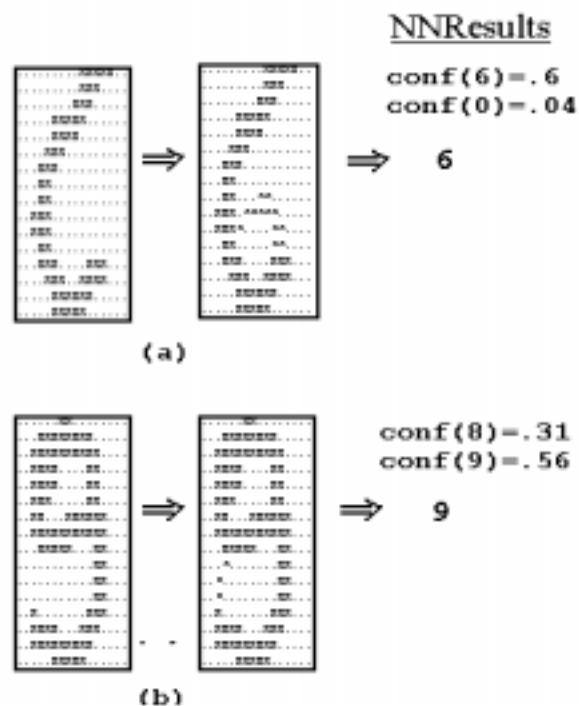 NNResults
conf(6)=.6
conf(0)=.04
6
(a)
conf(8)=.31
conf(9)=.56
9
(b)